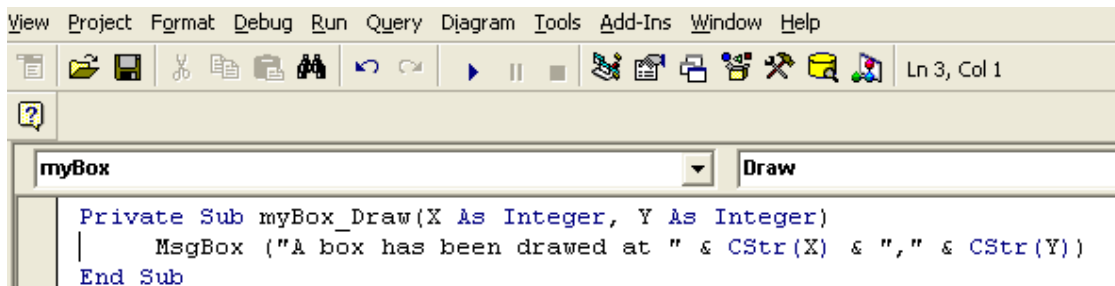 View Project Format Debug Run Query Diagram Tools Add-Ins Window Help
Ln 3, Col 1
myBox Draw
Private Sub myBox_Draw(X As Integer, Y As Integer)
MsgBox ("A box has been drawed at " & CStr(X) & "," & CStr(Y))
End Sub